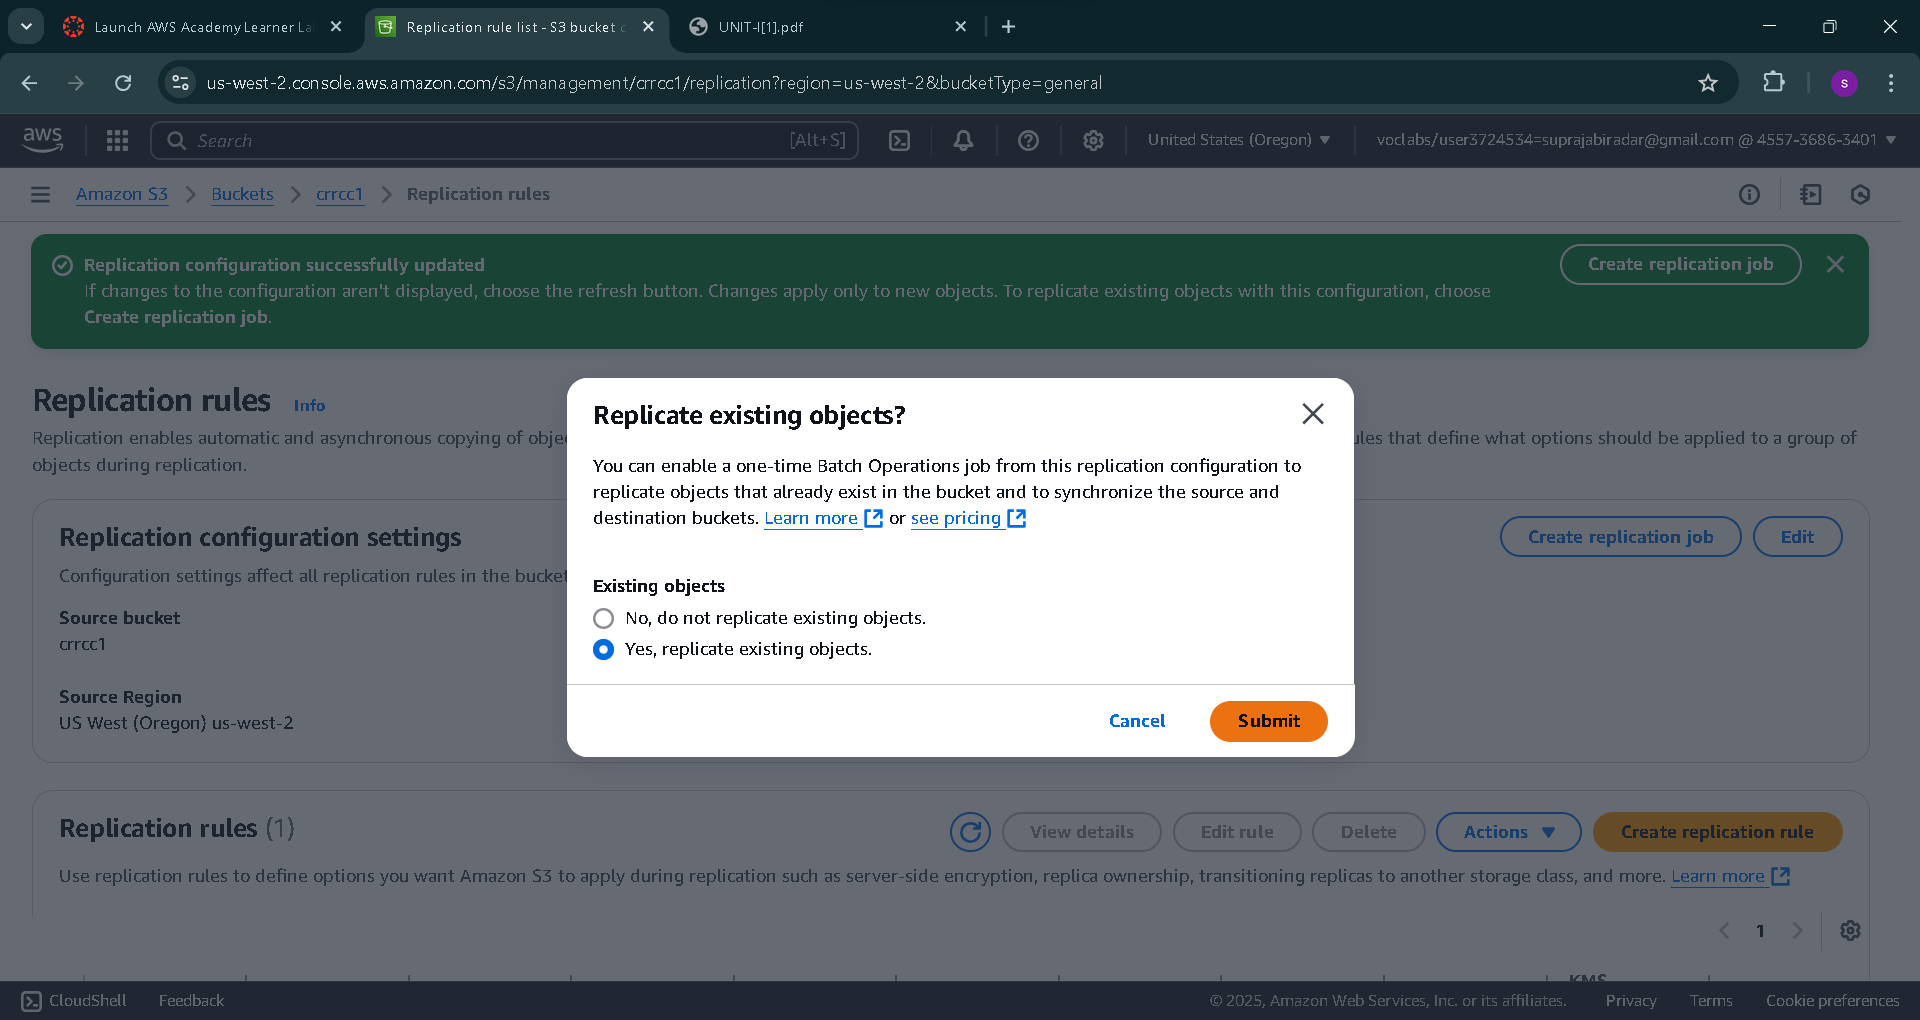 Launch AWS Academy Learner La
Replication rule list - S3 bucket c
UNIT-I[1].pdf
us-west-2.console.aws.amazon.com/s3/management/crrcc1/replication?region=us-west-2&bucketType=general
S
aws
Search
[Alt+S]
United States (Oregon)
voclabs/user3724534=suprajabiradar@gmail.com @ 4557-3686-3401
Amazon S3
Buckets
crrcc1
Replication rules
Replication configuration successfully updated
If changes to the configuration aren't displayed, choose the refresh button. Changes apply only to new objects. To replicate existing objects with this configuration, choose
Create replication job.
Create replication job
Replication rules Info
Replication enables automatic and asynchronous copying of obje
ules that define what options should be applied to a group of
objects during replication.
Replication configuration settings
Create replication job
Edit
Configuration settings affect all replication rules in the bucket
Source bucket
crrcc1
Source Region
US West (Oregon) us-west-2
Replicate existing objects?
You can enable a one-time Batch Operations job from this replication configuration to
replicate objects that already exist in the bucket and to synchronize the source and
destination buckets. Learn more or see pricing
Existing objects
No, do not replicate existing objects.
Yes, replicate existing objects.
Cancel
Submit
Replication rules (1)
View details
Edit rule
Delete
Actions
Create replication rule
Use replication rules to define options you want Amazon S3 to apply during replication such as server-side encryption, replica ownership, transitioning replicas to another storage class, and more. Learn more
1
KMS
CloudShell
Feedback
© 2025, Amazon Web Services, Inc. or its affiliates.
Privacy
Terms
Cookie preferences